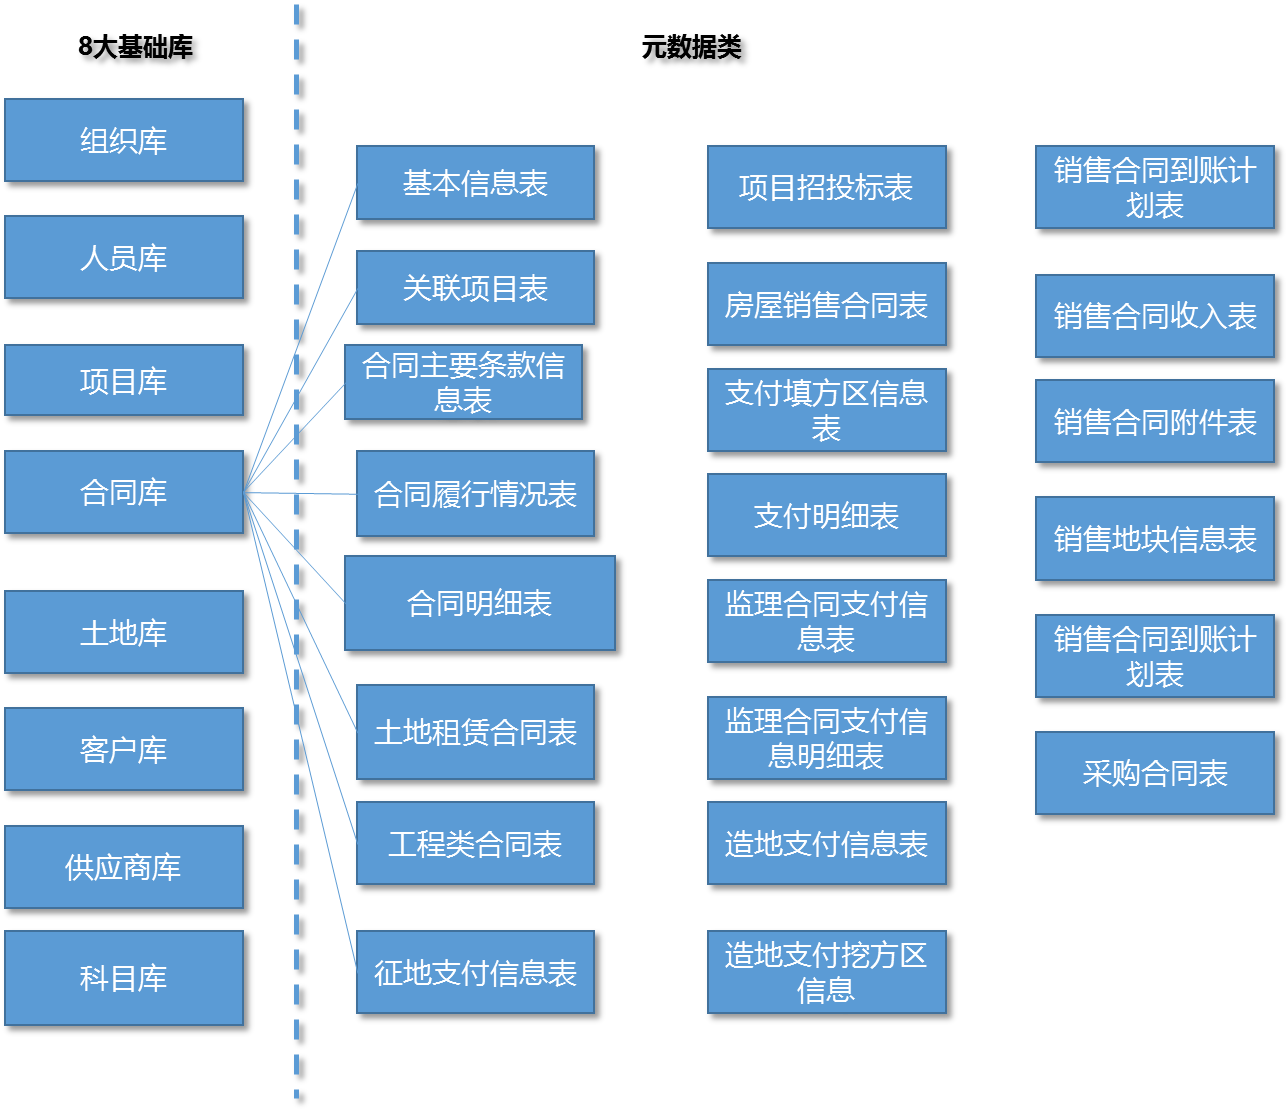 8大基础库
元数据类
组织库
人员库
项目库
合同库
土地库
客户库
供应商库
科目库
基本信息表
关联项目表
合同主要条款信
息表
合同履行情况表
合同明细表
土地租赁合同表
工程类合同表
征地支付信息表
项目招投标表
房屋销售合同表
支付填方区信息
表
支付明细表
监理合同支付信
息表
监理合同支付信
息明细表
造地支付信息表
造地支付挖方区
信息
销售合同到账计
划表
销售合同收入表
销售合同附件表
销售地块信息表
销售合同到账计
划表
采购合同表